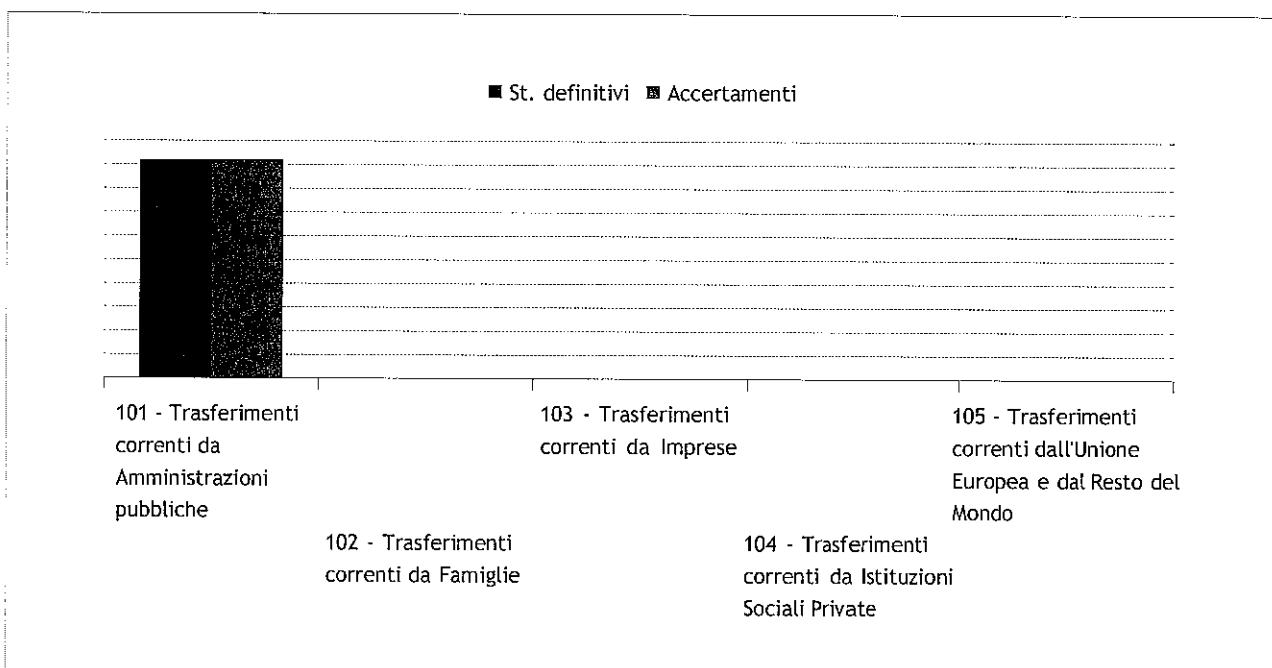 St. definitivi Accertamenti
101 - Trasferimenti
correnti da
Amministrazioni
pubbliche
102 - Trasferimenti
correnti da Famiglie
103 - Trasferimenti
correnti da Imprese
104 - Trasferimenti
correnti da Istituzioni
Sociali Private
105 - Trasferimenti
correnti dall'Unione
Europea e dal Resto del
Mondo